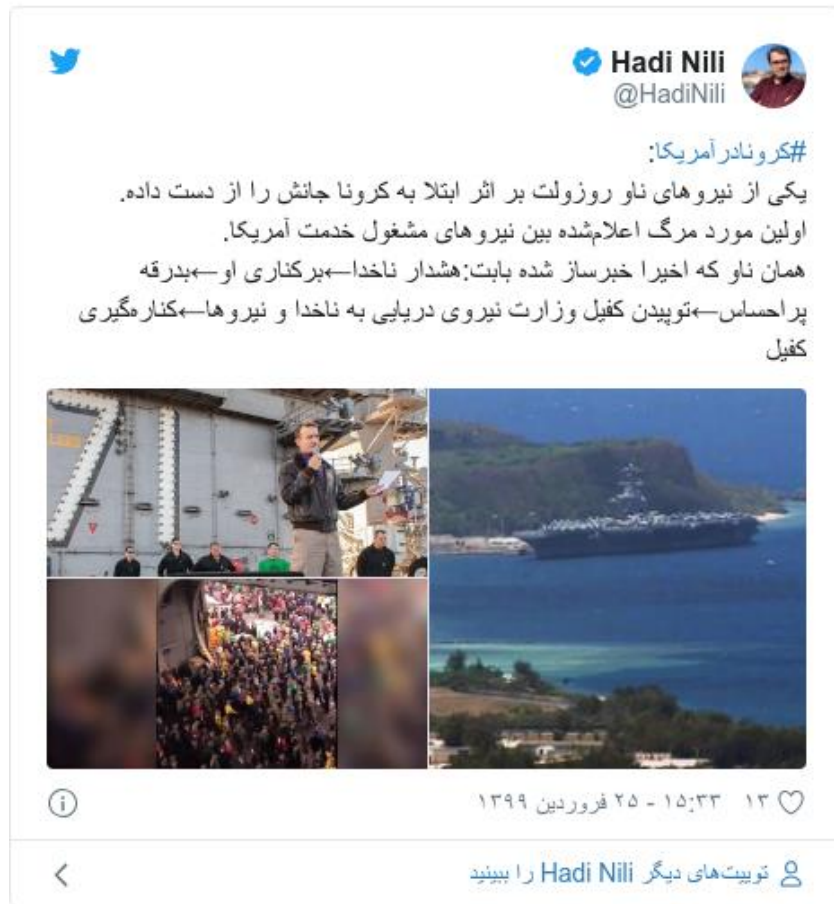 Hadi Nili
@HadiNili
#کرونادرآمریکا:
یکی از نیروهای ناو روزولت بر اثر ابتلا به کرونا جانش را از دست داده.
اولین مورد مرگ اعلام‌شده بین نیروهای مشغول خدمت آمریکا.
همان ناو که اخیرا خبرساز شده بابت:هشدار ناخدا←برکناری او←بدرقه
پراحساس←توپیدن کفیل وزارت نیروی دریایی به ناخدا و نیروها←کناره‌گیری
کفیل
71
۱۳ ۱۵:۳۳ - ۲۵ فروردین ۱۳۹۹
توییت‌های دیگر Hadi Nili را ببینید